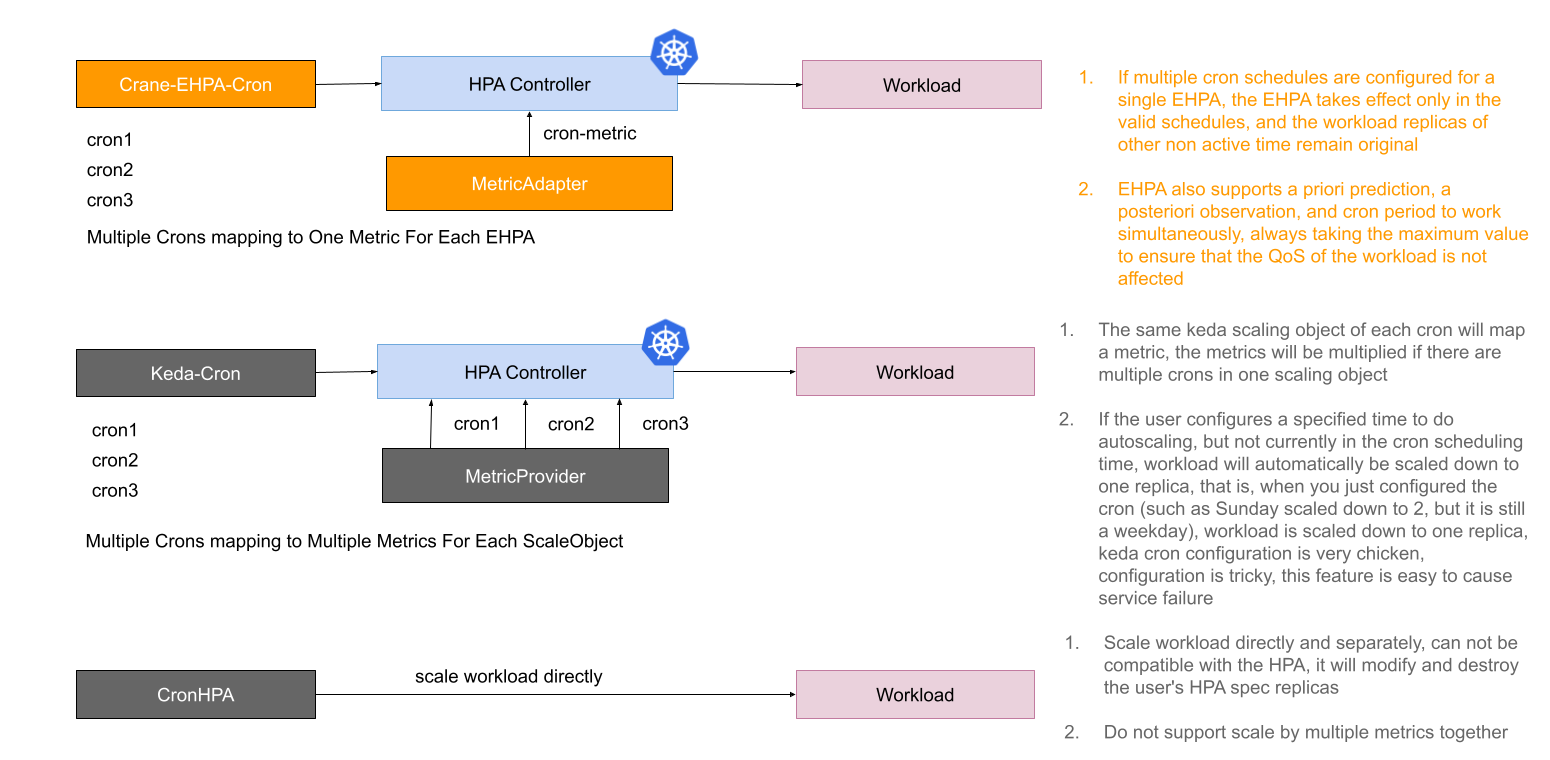 Crane-EHPA-Cron
HPA Controller
Workload
cron-metric
MetricAdapter
cron1
cron2
cron3
Multiple Crons mapping to One Metric For Each EHPA
1. If multiple cron schedules are configured for a
single EHPA, the EHPA takes effect only in the
valid schedules, and the workload replicas of
other non active time remain original
2. EHPA also supports a priori prediction, a
posteriori observation, and cron period to work
simultaneously, always taking the maximum value
to ensure that the QoS of the workload is not
affected
Keda-Cron
HPA Controller
Workload
cron1
cron2
cron3
MetricProvider
cron1
cron2
cron3
Multiple Crons mapping to Multiple Metrics For Each ScaleObject
1. The same keda scaling object of each cron will map
a metric, the metrics will be multiplied if there are
multiple crons in one scaling object
2. If the user configures a specified time to do
autoscaling, but not currently in the cron scheduling
time, workload will automatically be scaled down to
one replica, that is, when you just configured the
cron (such as Sunday scaled down to 2, but it is still
a weekday), workload is scaled down to one replica,
keda cron configuration is very chicken,
configuration is tricky, this feature is easy to cause
service failure
CronHPA
scale workload directly
Workload
1. Scale workload directly and separately, can not be
compatible with the HPA, it will modify and destroy
the user's HPA spec replicas
2. Do not support scale by multiple metrics together